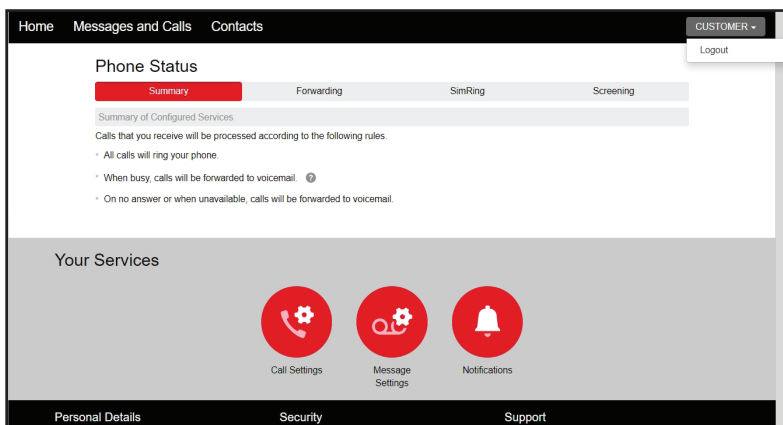 Home Messages and Calls Contacts CUSTOMER
Logout
Phone Status
Summary Forwarding SimRing Screening
Summary of Configured Services
Calls that you receive will be processed according to the following rules.
All calls will ring your phone.
When busy, calls will be forwarded to voicemail. ?
On no answer or when unavailable, calls will be forwarded to voicemail.
Your Services
Call Settings Message Settings Notifications
Personal Details Security Support